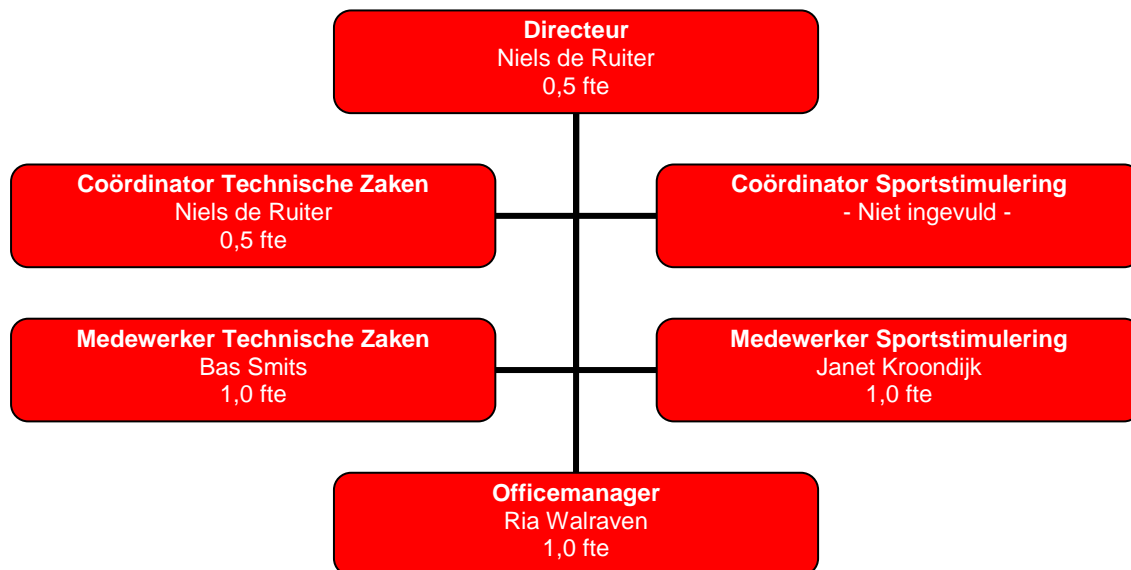 Directeur
Niels de Ruiter
0,5 fte
Coördinator Technische Zaken
Niels de Ruiter
0,5 fte
Coördinator Sportstimulering
- Niet ingevuld -
Medewerker Technische Zaken
Bas Smits
1,0 fte
Medewerker Sportstimulering
Janet Kroondijk
1,0 fte
Officemanager
Ria Walraven
1,0 fte